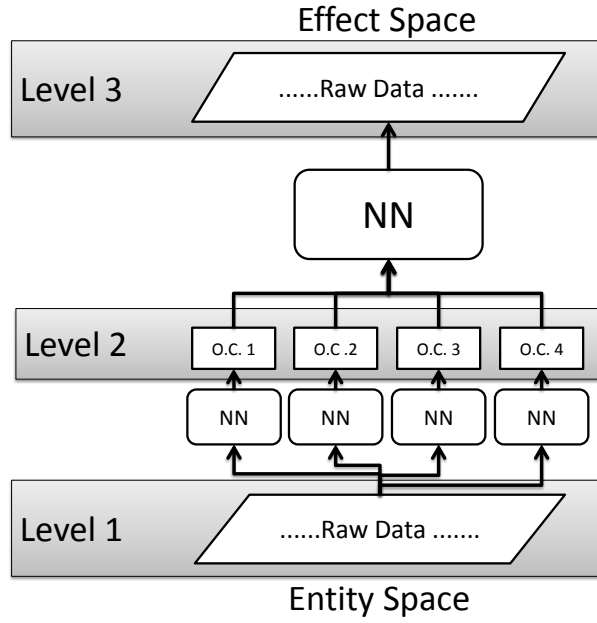 Effect Space
Level 3
......Raw Data .......
NN
Level 2
O.C. 1
O.C .2
O.C. 3
O.C. 4
NN
NN
NN
NN
Level 1
......Raw Data .......
Entity Space